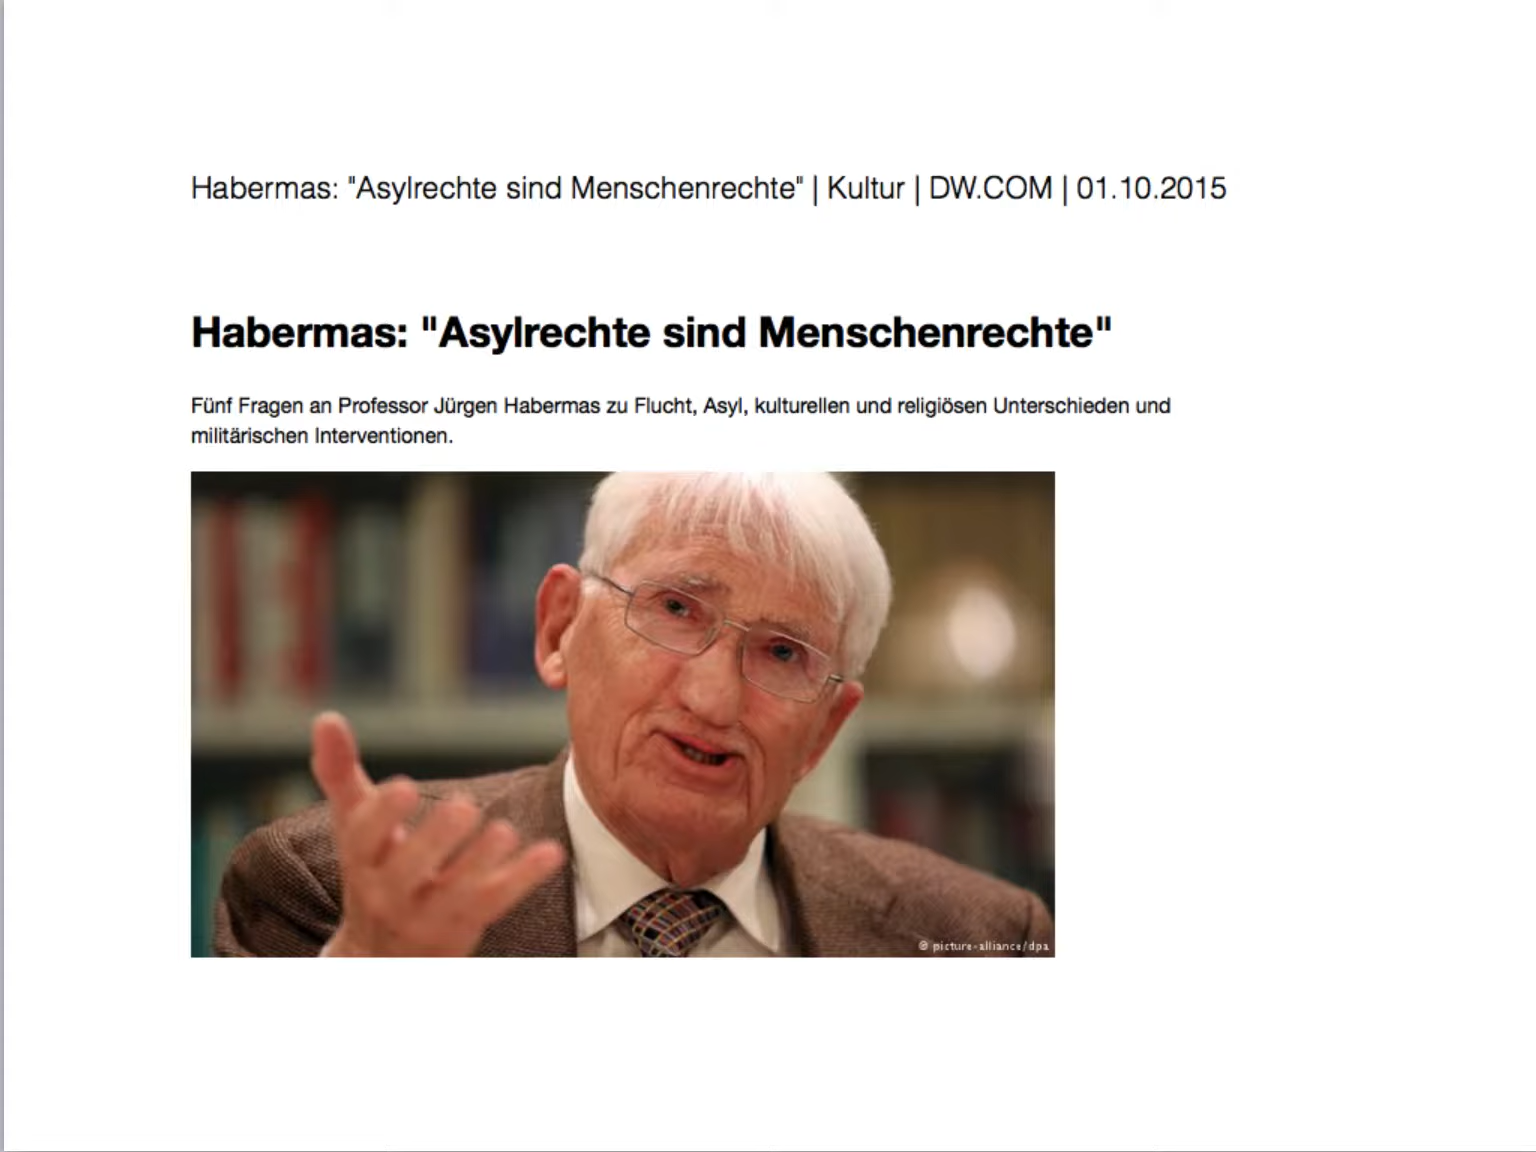 Habermas: "Asylrechte sind Menschenrechte" | Kultur | DW.COM | 01.10.2015
Habermas: "Asylrechte sind Menschenrechte"
Fünf Fragen an Professor Jürgen Habermas zu Flucht, Asyl, kulturellen und religiösen Unterschieden und
militärischen Interventionen.
© picture-alliance/dpa